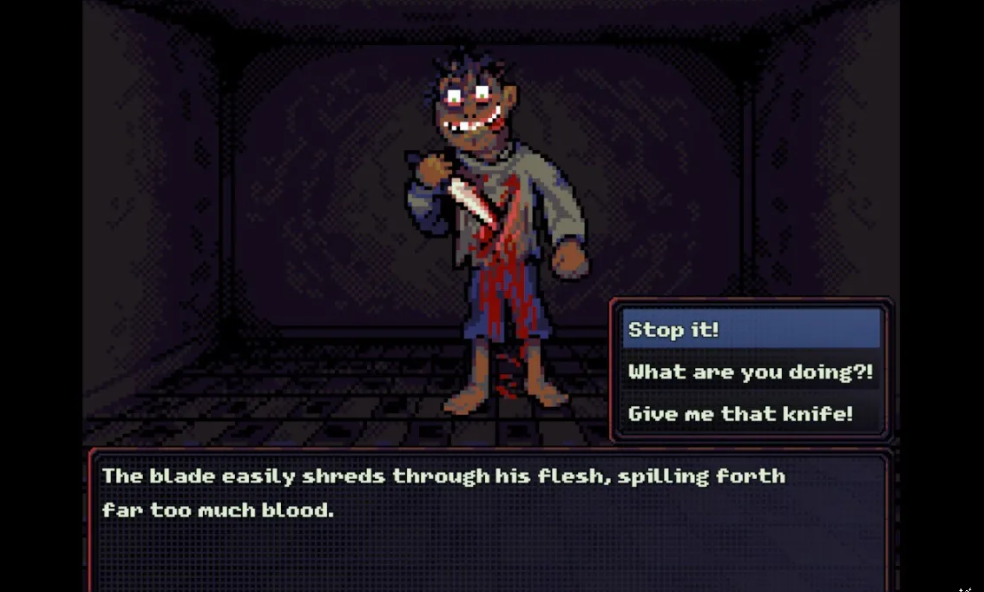 Stop it!
What are you doing?!
Give me that knife!
The blade easily shreds through his flesh, spilling forth
far too much blood.